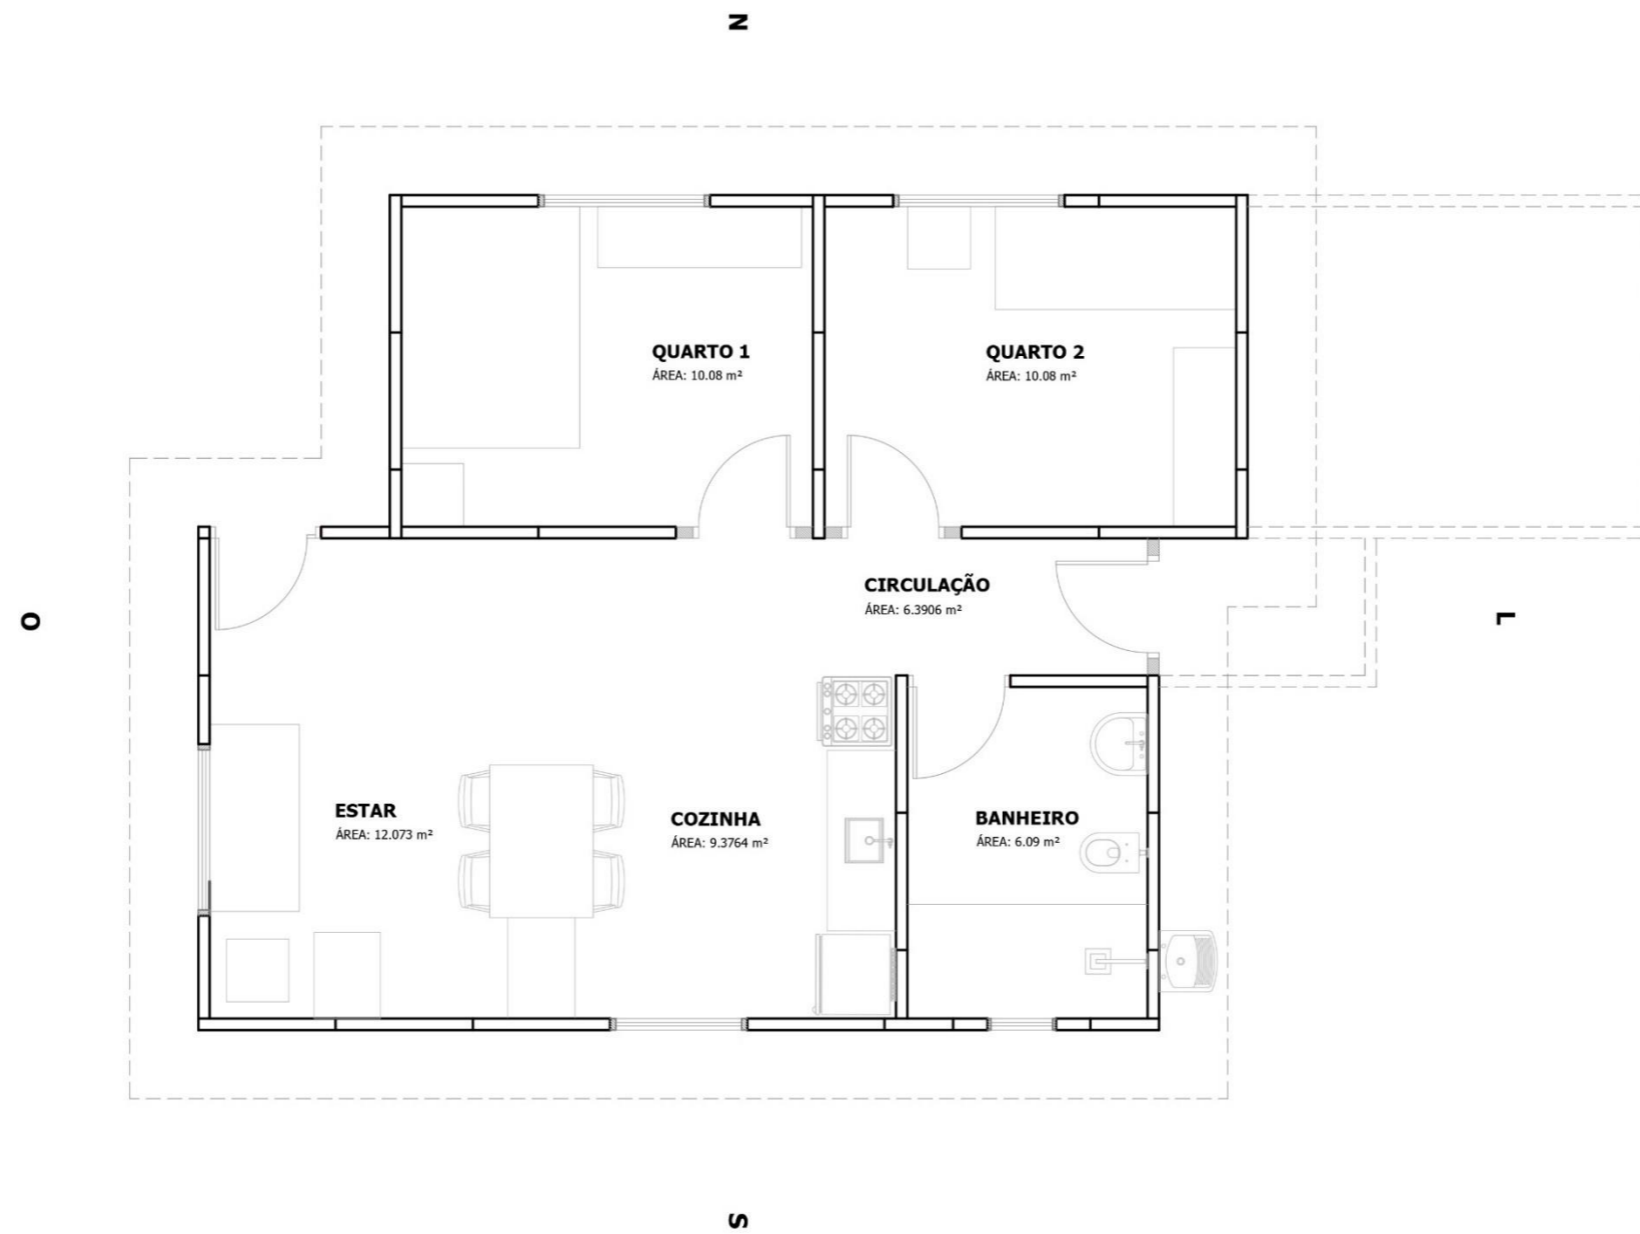 N
QUARTO 1
ÁREA: 10.08 m²
QUARTO 2
ÁREA: 10.08 m²
CIRCULAÇÃO
ÁREA: 6.3906 m²
O
L
ESTAR
ÁREA: 12.073 m²
COZINHA
ÁREA: 9.3764 m²
BANHEIRO
ÁREA: 6.09 m²
S